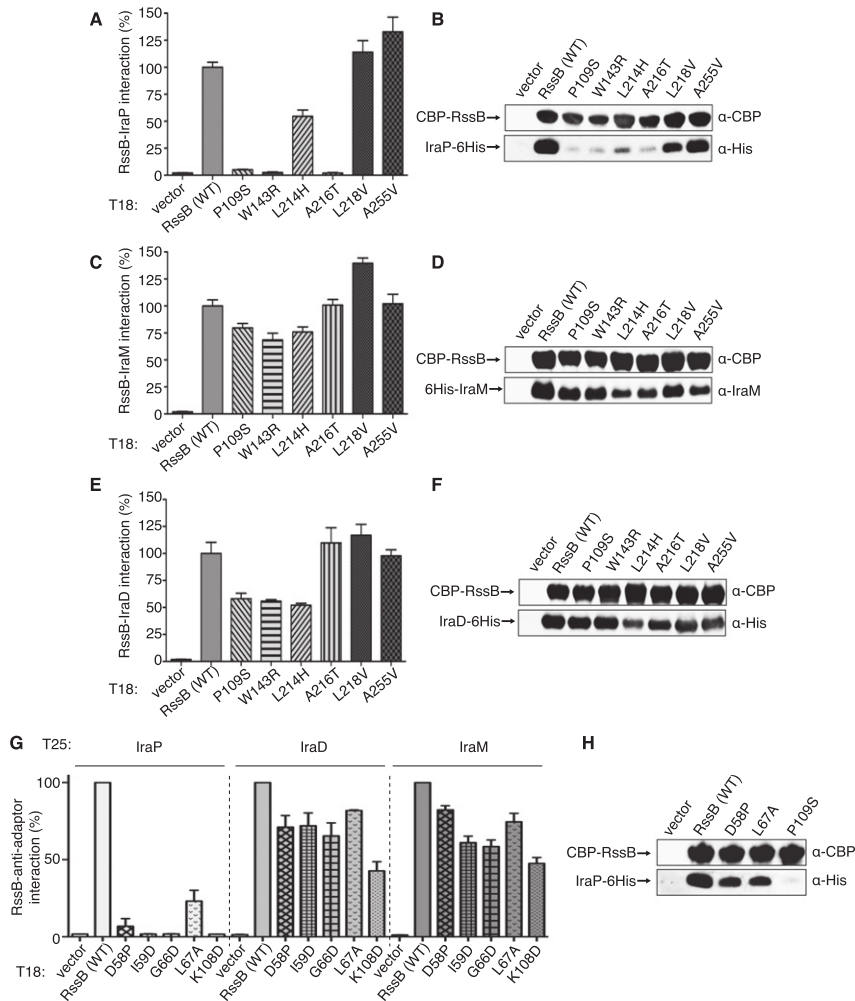 A
RssB-IraP interaction (%)
150
125
100
75
50
25
0
T18:
vector
RssB (WT)
P109S
W143R
L214H
A216T
L218V
A255V
B
vector
RssB (WT)
P109S
W143R
L214H
A216T
L218V
A255V
CBP-RssB→ α-CBP
IraP-6His→ α-His
C
RssB-IraM interaction (%)
150
125
100
75
50
25
0
T18:
vector
RssB (WT)
P109S
W143R
L214H
A216T
L218V
A255V
D
vector
RssB (WT)
P109S
W143R
L214H
A216T
L218V
A255V
CBP-RssB→ α-CBP
6His-IraM→ α-IraM
E
RssB-IraD interaction (%)
150
125
100
75
50
25
0
T18:
vector
RssB (WT)
P109S
W143R
L214H
A216T
L218V
A255V
F
vector
RssB (WT)
P109S
W143R
L214H
A216T
L218V
A255V
CBP-RssB→ α-CBP
IraD-6His→ α-His
G
T25: IraP IraD IraM
RssB-anti-adaptor
interaction (%)
100
50
0
T18:
vector
RssB (WT)
D58P
I59D
G66D
L67A
K108D
vector
RssB (WT)
D58P
I59D
G66D
L67A
K108D
vector
RssB (WT)
D58P
I59D
G66D
L67A
K108D
H
vector
RssB (WT)
D58P
L67A
P109S
CBP-RssB→ α-CBP
IraP-6His→ α-His